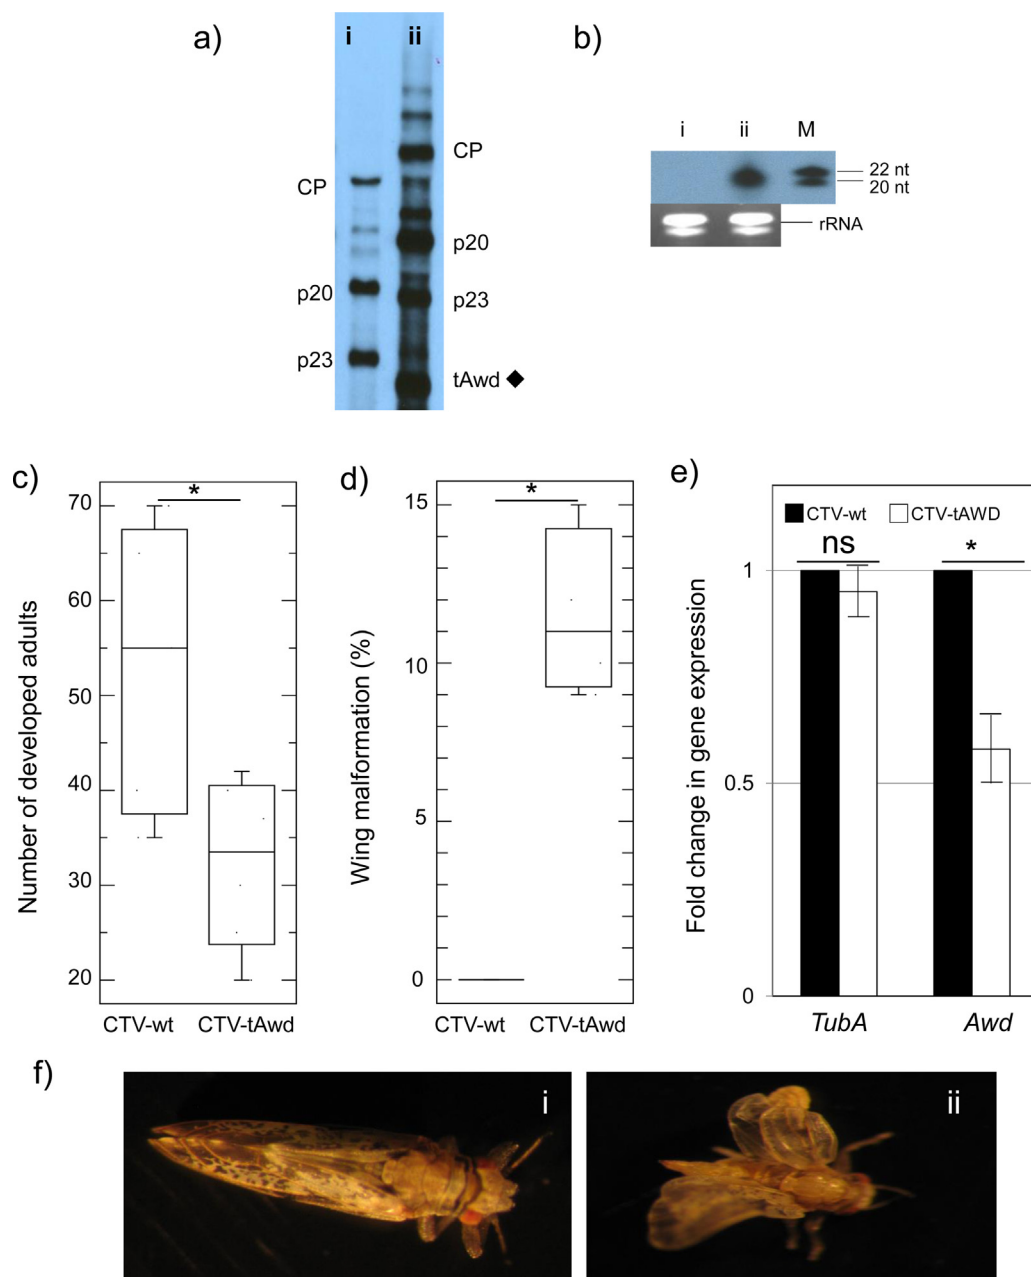 a)
i ii
CP
CP
p20
p20
p23
p23
tAwd ◆
b)
i ii M
22 nt
20 nt
rRNA
c)
Number of developed adults
70
60
50
40
30
20
*
CTV-wt CTV-tAwd
d)
Wing malformation (%)
15
10
5
0
*
CTV-wt CTV-tAwd
e)
Fold change in gene expression
CTV-wt CTV-tAWD
ns *
1
0.5
0
TubA Awd
f)
i
ii